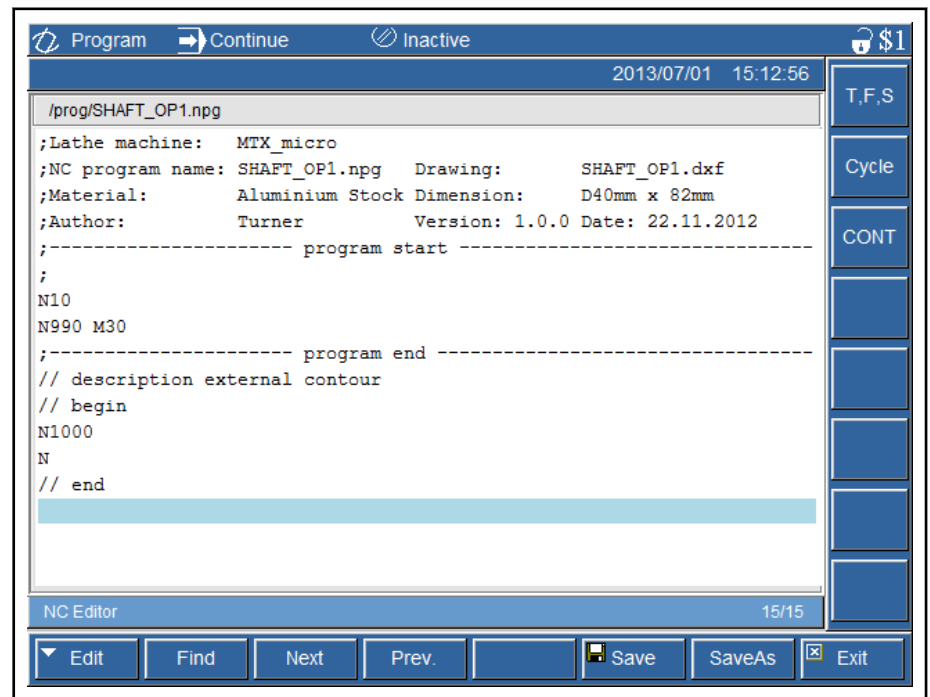 Program Continue Inactive $1
2013/07/01 15:12:56
T,F,S
/prog/SHAFT_OP1.npg
;Lathe machine: MTX_micro
;NC program name: SHAFT_OP1.npg Drawing: SHAFT_OP1.dxf
Cycle
;Material: Aluminium Stock Dimension: D40mm x 82mm
;Author: Turner Version: 1.0.0 Date: 22.11.2012
CONT
;---------------------- program start --------------------------------
;
N10
N990 M30
;---------------------- program end ----------------------------------
// description external contour
// begin
N1000
N
// end
NC Editor 15/15
Edit Find Next Prev. Save SaveAs Exit